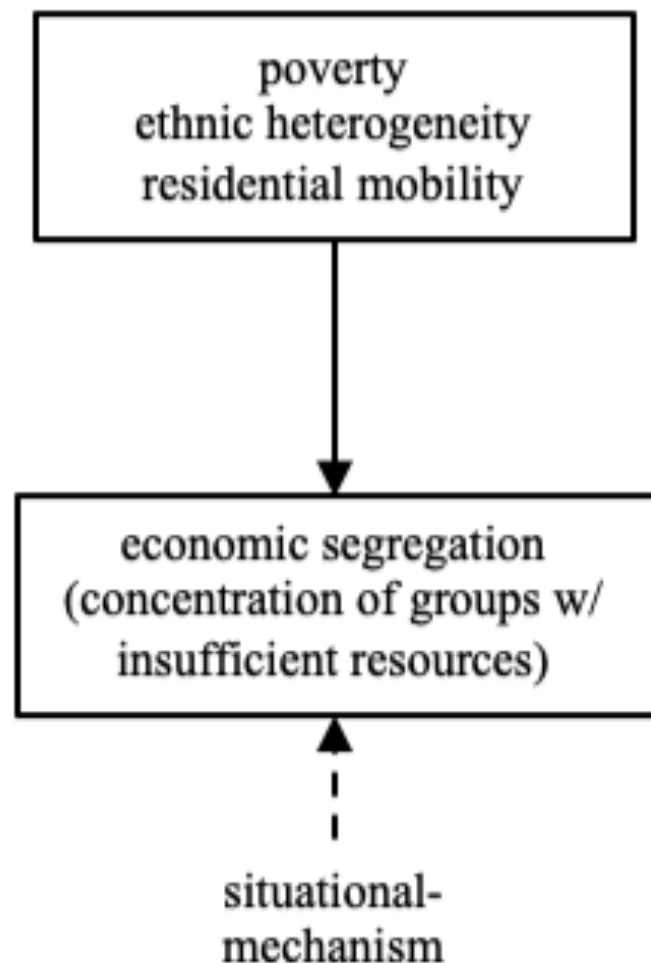 poverty
ethnic heterogeneity
residential mobility
economic segregation
(concentration of groups w/
insufficient resources)
situational-
mechanism